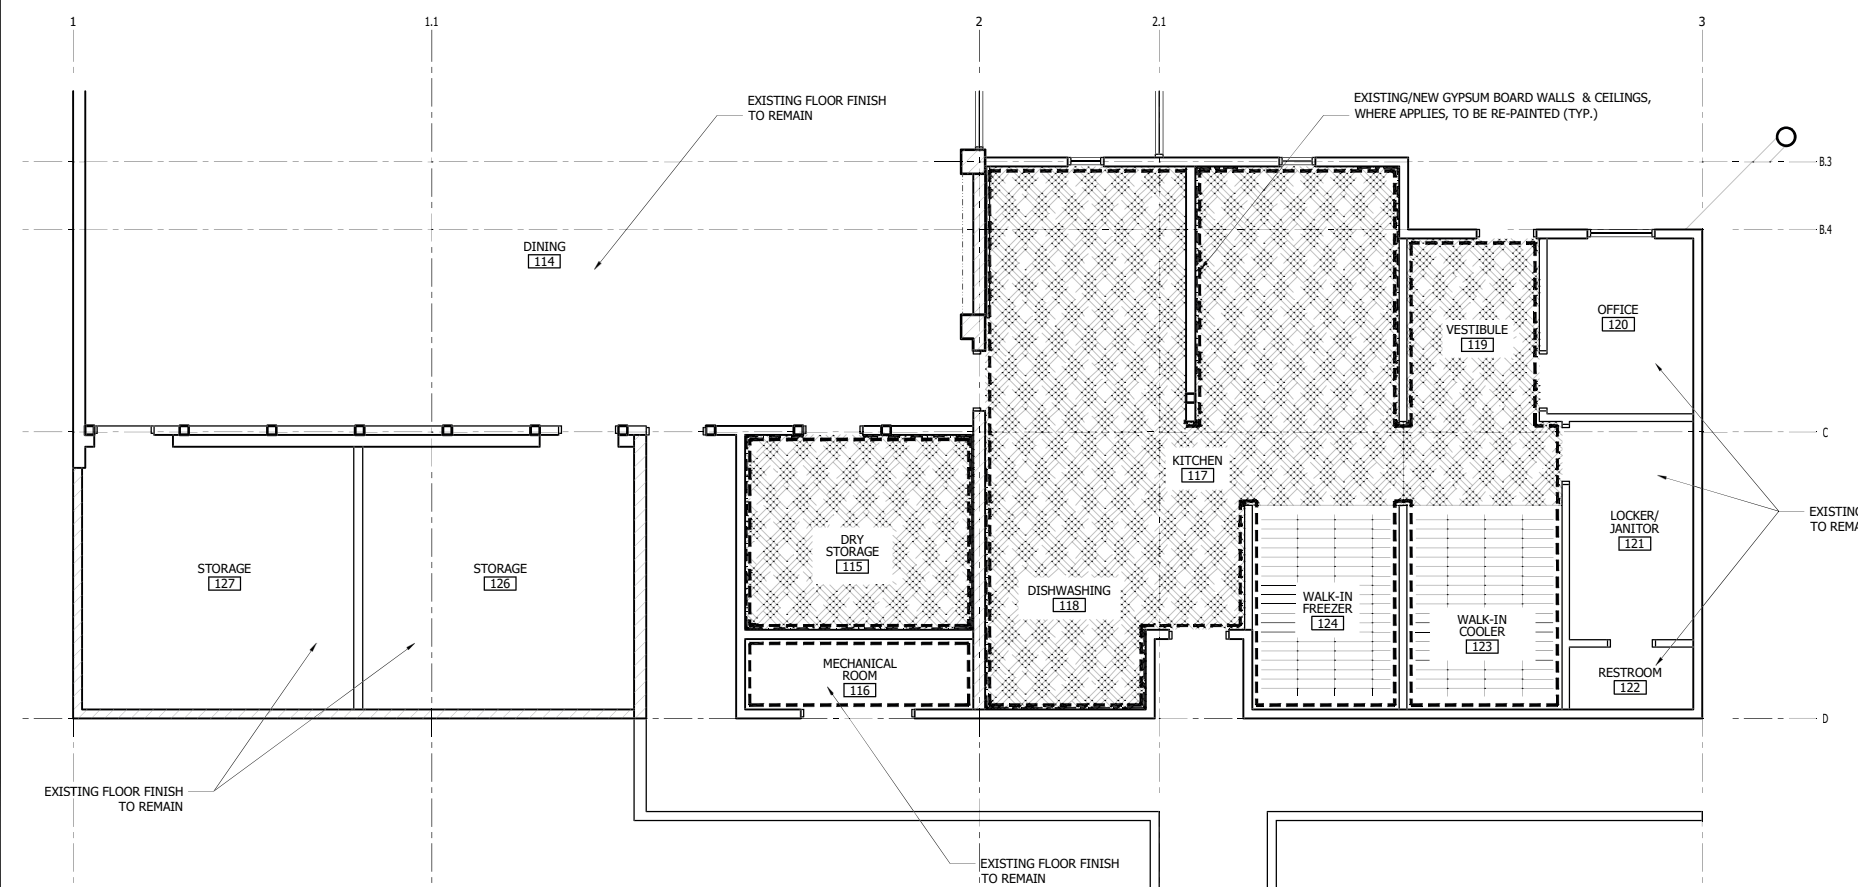 1
1.1
2
2.1
3
EXISTING FLOOR FINISH
TO REMAIN
EXISTING/NEW GYPSUM BOARD WALLS & CEILINGS,
WHERE APPLIES, TO BE RE-PAINTED (TYP.)
B.3
B.4
DINING
114
OFFICE
120
VESTIBULE
119
C
KITCHEN
117
EXISTING
TO REMA
LOCKER/
JANITOR
121
DRY
STORAGE
115
STORAGE
127
STORAGE
126
DISHWASHING
118
WALK-IN
FREEZER
124
WALK-IN
COOLER
123
MECHANICAL
ROOM
116
RESTROOM
122
D
EXISTING FLOOR FINISH
TO REMAIN
EXISTING FLOOR FINISH
TO REMAIN